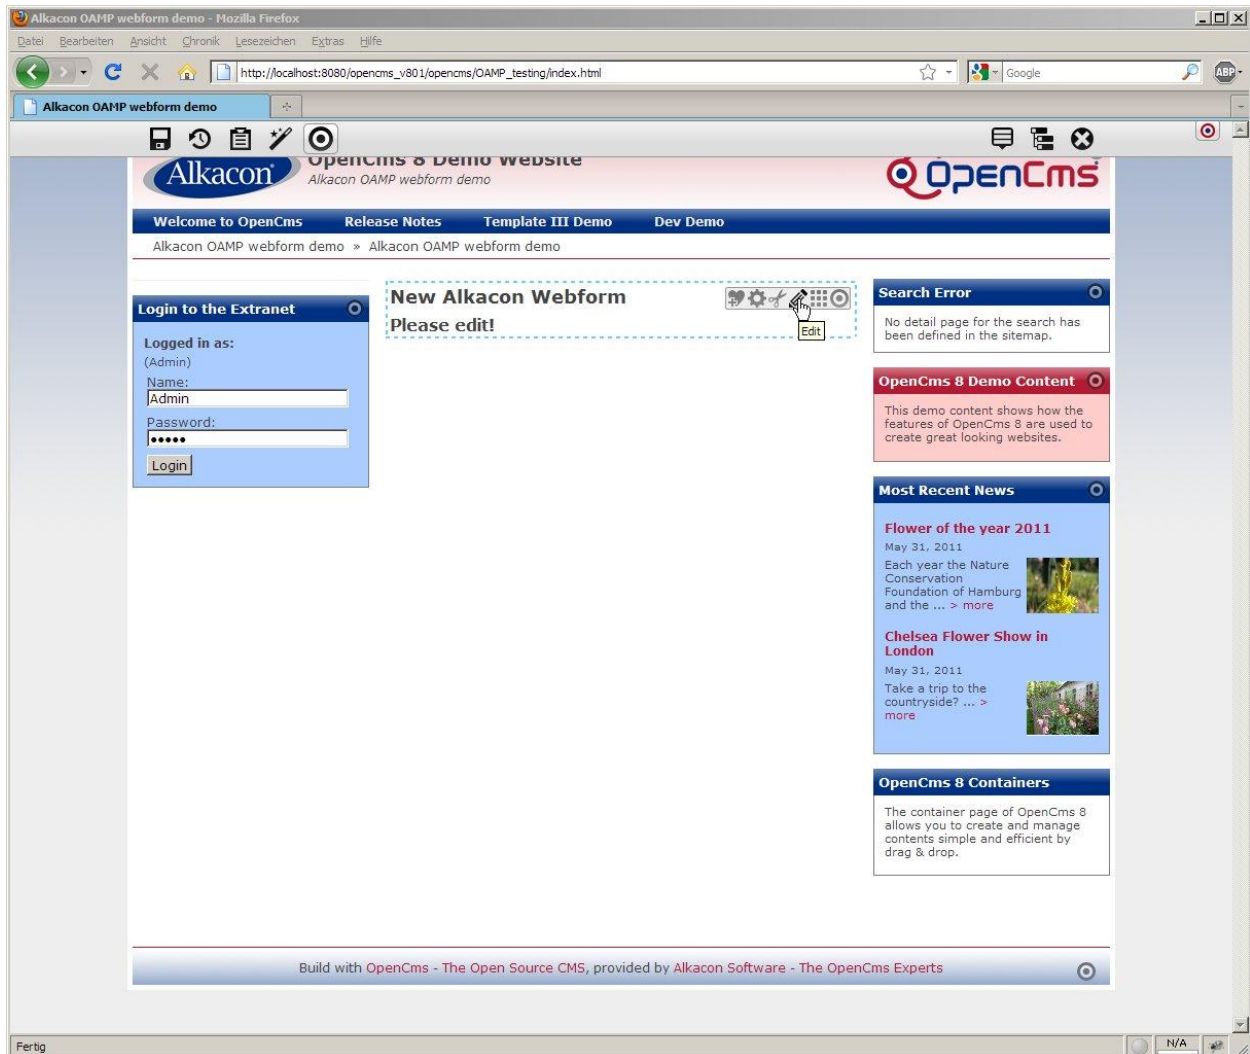 Alkacon OAMP webform demo - Mozilla Firefox
Datei Bearbeiten Ansicht Chronik Lesezeichen Extras Hilfe
http://localhost:8080/opencms_v801/opencms/OAMP_testing/index.html
Google
ABP
Alkacon OAMP webform demo
Alkacon
OpenCms 8 Demo Website
Alkacon OAMP webform demo
OpenCms
Welcome to OpenCms Release Notes Template III Demo Dev Demo
Alkacon OAMP webform demo » Alkacon OAMP webform demo
Login to the Extranet
Logged in as:
(Admin)
Name:
Admin
Password:
•••••
Login
New Alkacon Webform
Please edit!
Edit
Search Error
No detail page for the search has
been defined in the sitemap.
OpenCms 8 Demo Content
This demo content shows how the
features of OpenCms 8 are used to
create great looking websites.
Most Recent News
Flower of the year 2011
May 31, 2011
Each year the Nature
Conservation
Foundation of Hamburg
and the ... > more
Chelsea Flower Show in
London
May 31, 2011
Take a trip to the
countryside? ... >
more
OpenCms 8 Containers
The container page of OpenCms 8
allows you to create and manage
contents simple and efficient by
drag & drop.
Build with OpenCms - The Open Source CMS, provided by Alkacon Software - The OpenCms Experts
Fertig
N/A